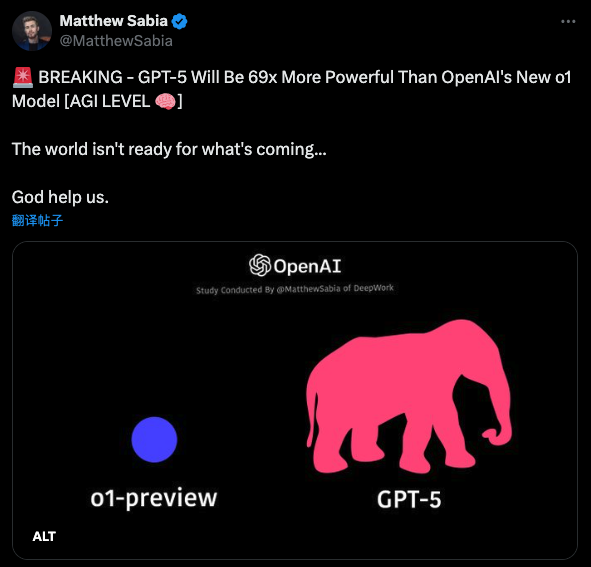 Matthew Sabia
@MatthewSabia
🚨 BREAKING - GPT-5 Will Be 69x More Powerful Than OpenAI's New o1
Model [AGI LEVEL 🧠]
The world isn't ready for what's coming...
God help us.
翻译帖子
OpenAI
Study Conducted By @MatthewSabia of DeepWork
o1-preview
GPT-5
ALT